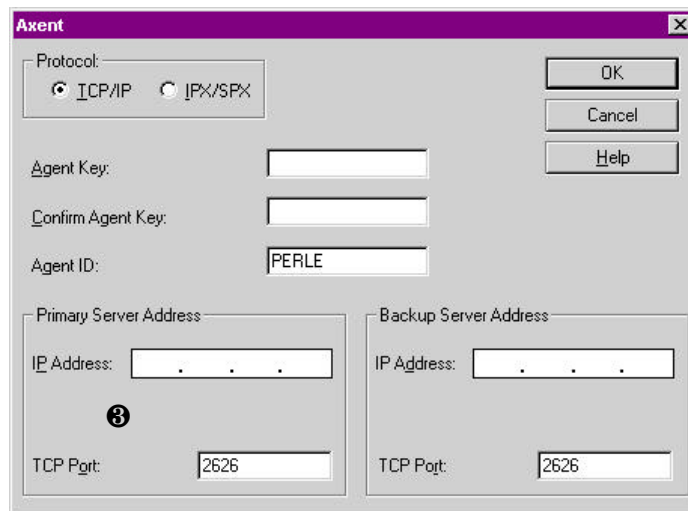 Axent
Protocol:
TCP/IP IPX/SPX
OK
Cancel
Help
Agent Key:
Confirm Agent Key:
Agent ID: PERLE
Primary Server Address
IP Address: . . .
❸
TCP Port: 2626
Backup Server Address
IP Address: . . .
TCP Port: 2626